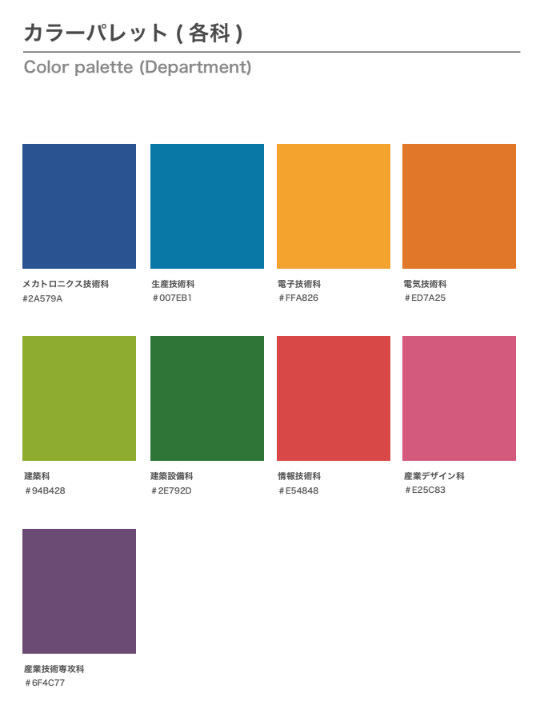 カラーパレット ( 各科 )
Color palette (Department)
メカトロニクス技術科
#2A579A
生産技術科
#007EB1
電子技術科
#FFA826
電気技術科
#ED7A25
建築科
#94B428
建築設備科
#2E792D
情報技術科
#E54848
産業デザイン科
#E25C83
産業技術専攻科
#6F4C77